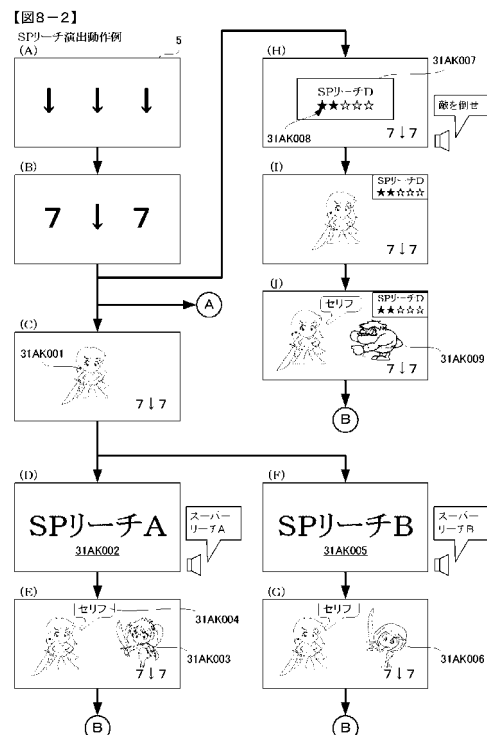 【図8-2】
SPリーチ演出動作例
(A)
5
↓ ↓ ↓
(B)
7 ↓ 7
A
(C)
31AK001
7↓7
(D)
SPリーチA
31AK002
スーパー
リーチA
(E)
セリフ
31AK004
31AK003
7↓7
B
(F)
SPリーチB
31AK005
スーパー
リーチB
(G)
セリフ
31AK006
7↓7
B
(H)
31AK007
SPリーチD
★★☆☆☆
31AK008
7↓7
敵を倒せ
(I)
SPリーチD
★★☆☆☆
7↓7
(J)
セリフ
SPリーチD
★★☆☆☆
31AK009
7↓7
B